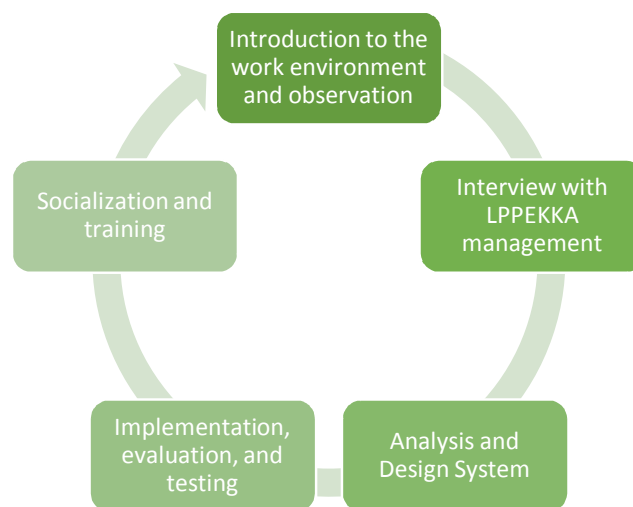 Introduction to the
work environment
and observation
Interview with
LPPEKKA
management
Analysis and
Design System
Implementation,
evaluation, and
testing
Socialization and
training